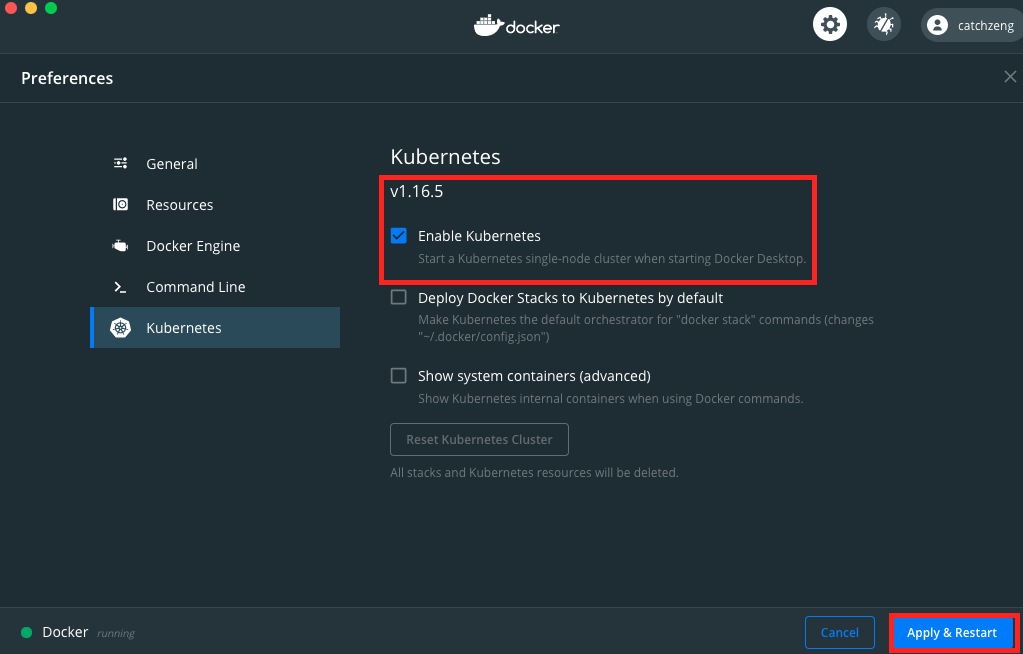 docker
catchzeng
Preferences
General
Resources
Docker Engine
Command Line
Kubernetes
Kubernetes
v1.16.5
Enable Kubernetes
Start a Kubernetes single-node cluster when starting Docker Desktop.
Deploy Docker Stacks to Kubernetes by default
Make Kubernetes the default orchestrator for "docker stack" commands (changes
"~/.docker/config.json")
Show system containers (advanced)
Show Kubernetes internal containers when using Docker commands.
Reset Kubernetes Cluster
All stacks and Kubernetes resources will be deleted.
Docker running
Cancel
Apply & Restart